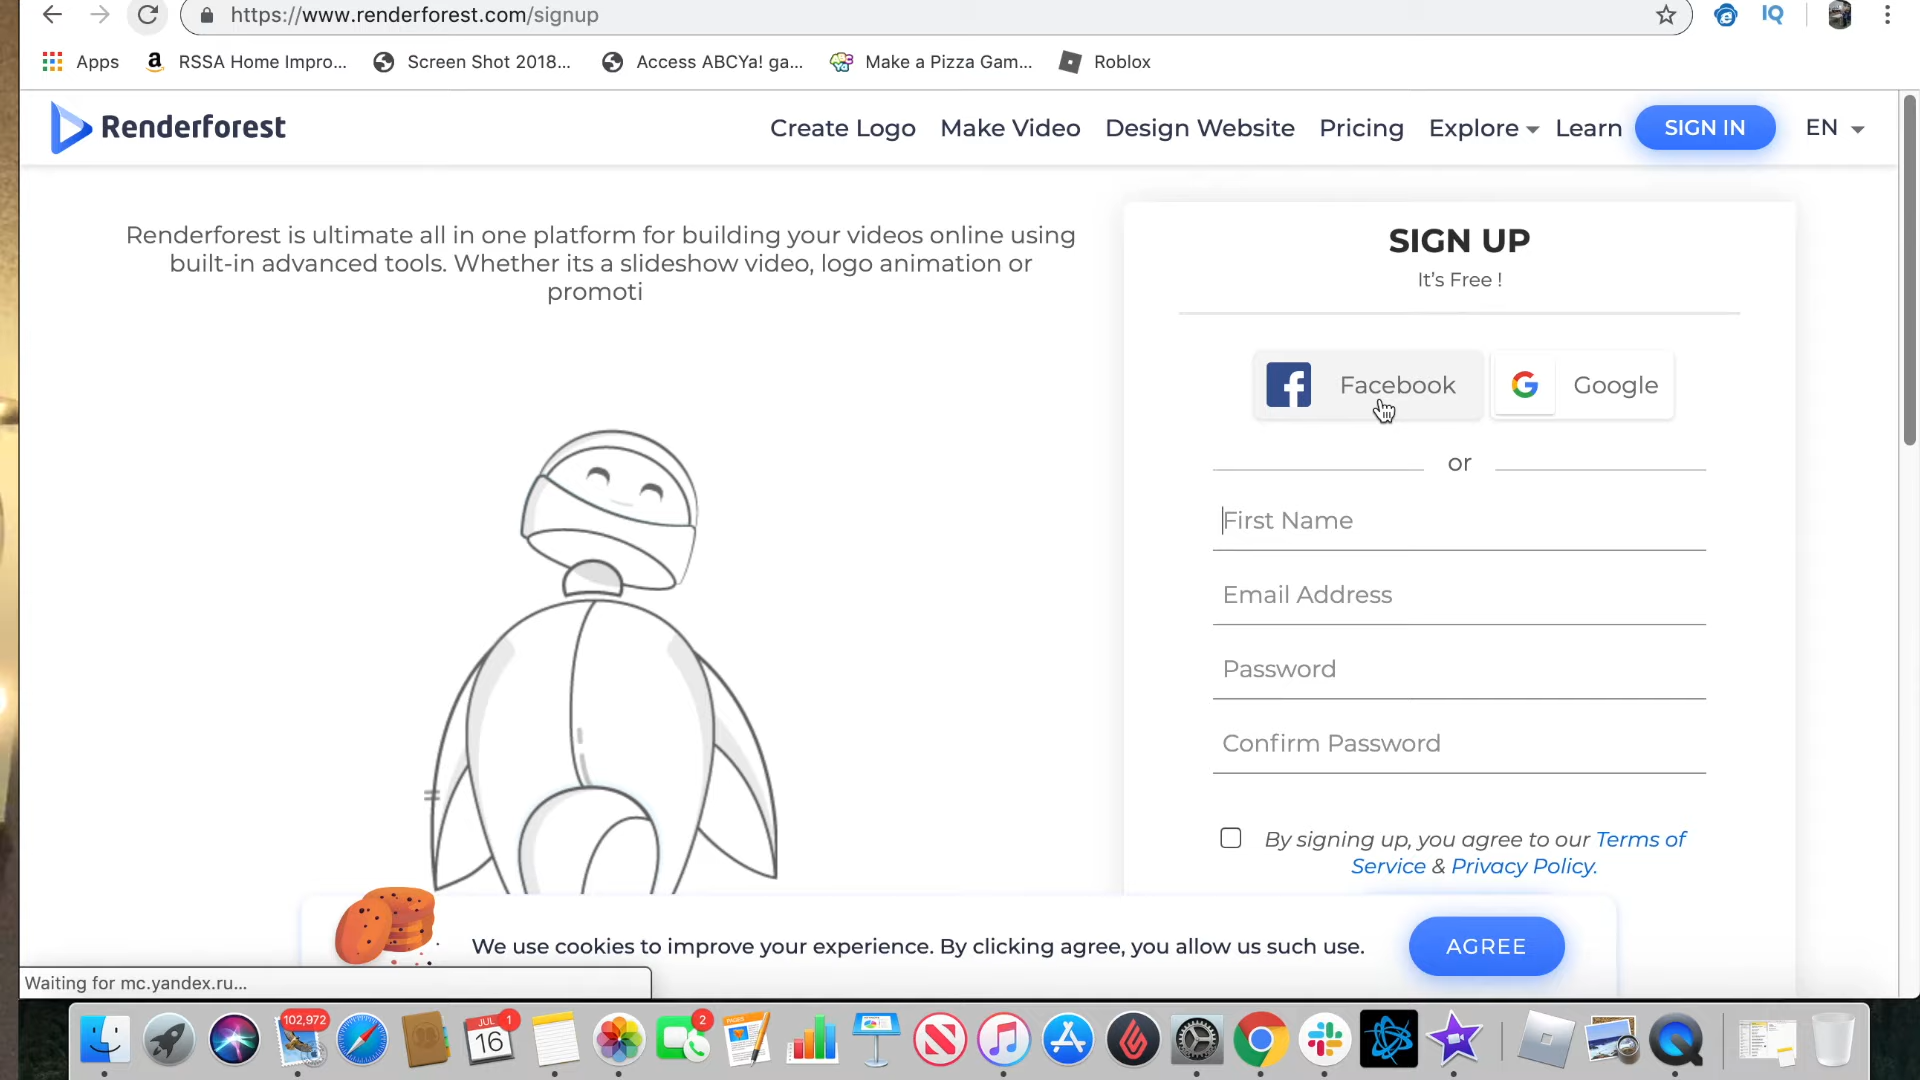 https://www.renderforest.com/signup
IQ
Apps
RSSA Home Impro...
Screen Shot 2018...
Access ABCYa! ga...
Make a Pizza Gam...
Roblox
Renderforest
Create Logo
Make Video
Design Website
Pricing
Explore
Learn
SIGN IN
EN
Renderforest is ultimate all in one platform for building your videos online using
built-in advanced tools. Whether its a slideshow video, logo animation or
promoti
SIGN UP
It's Free !
Facebook
Google
or
First Name
Email Address
Password
Confirm Password
By signing up, you agree to our Terms of
Service & Privacy Policy.
We use cookies to improve your experience. By clicking agree, you allow us such use.
AGREE
Waiting for mc.yandex.ru...
102,972
JUL
16
1
2
PAGES